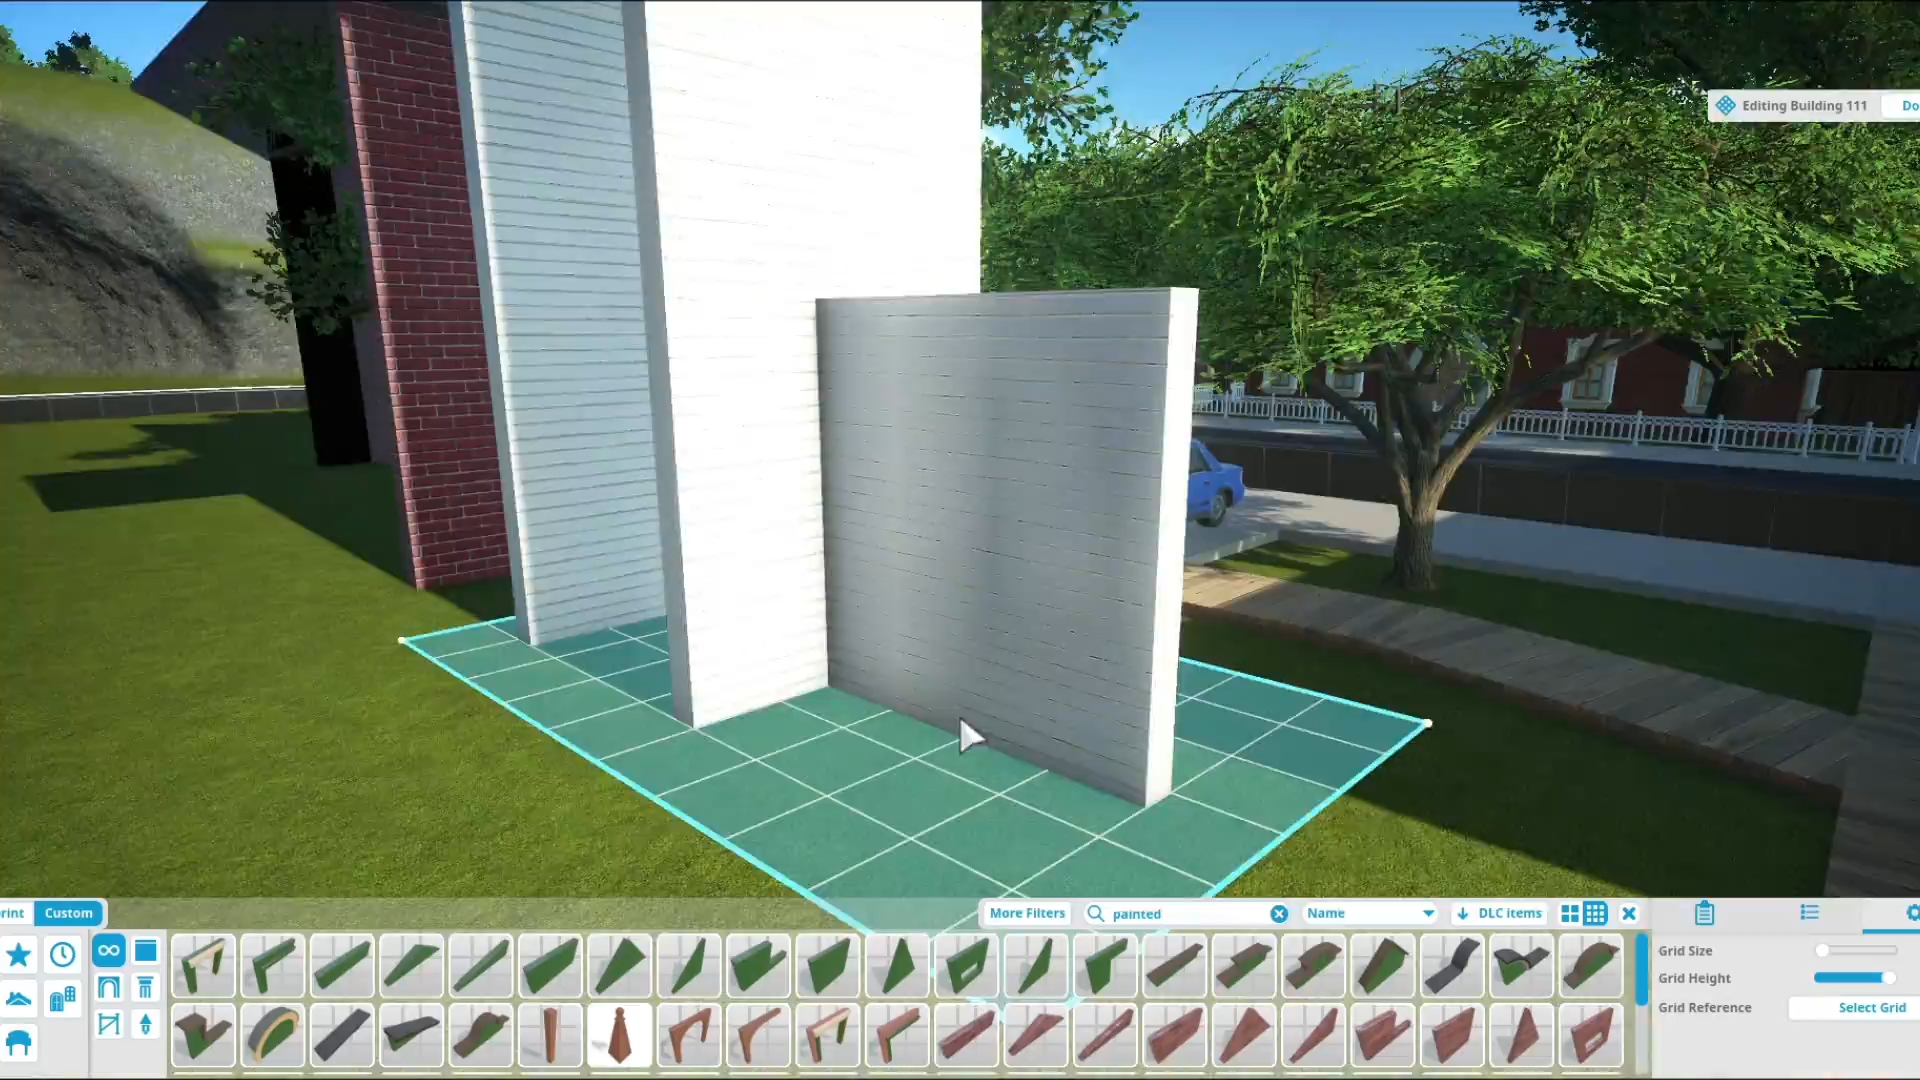 Editing Building 111
Do
rint
Custom
More Filters
painted
Name
DLC items
Grid Size
Grid Height
Grid Reference
Select Grid